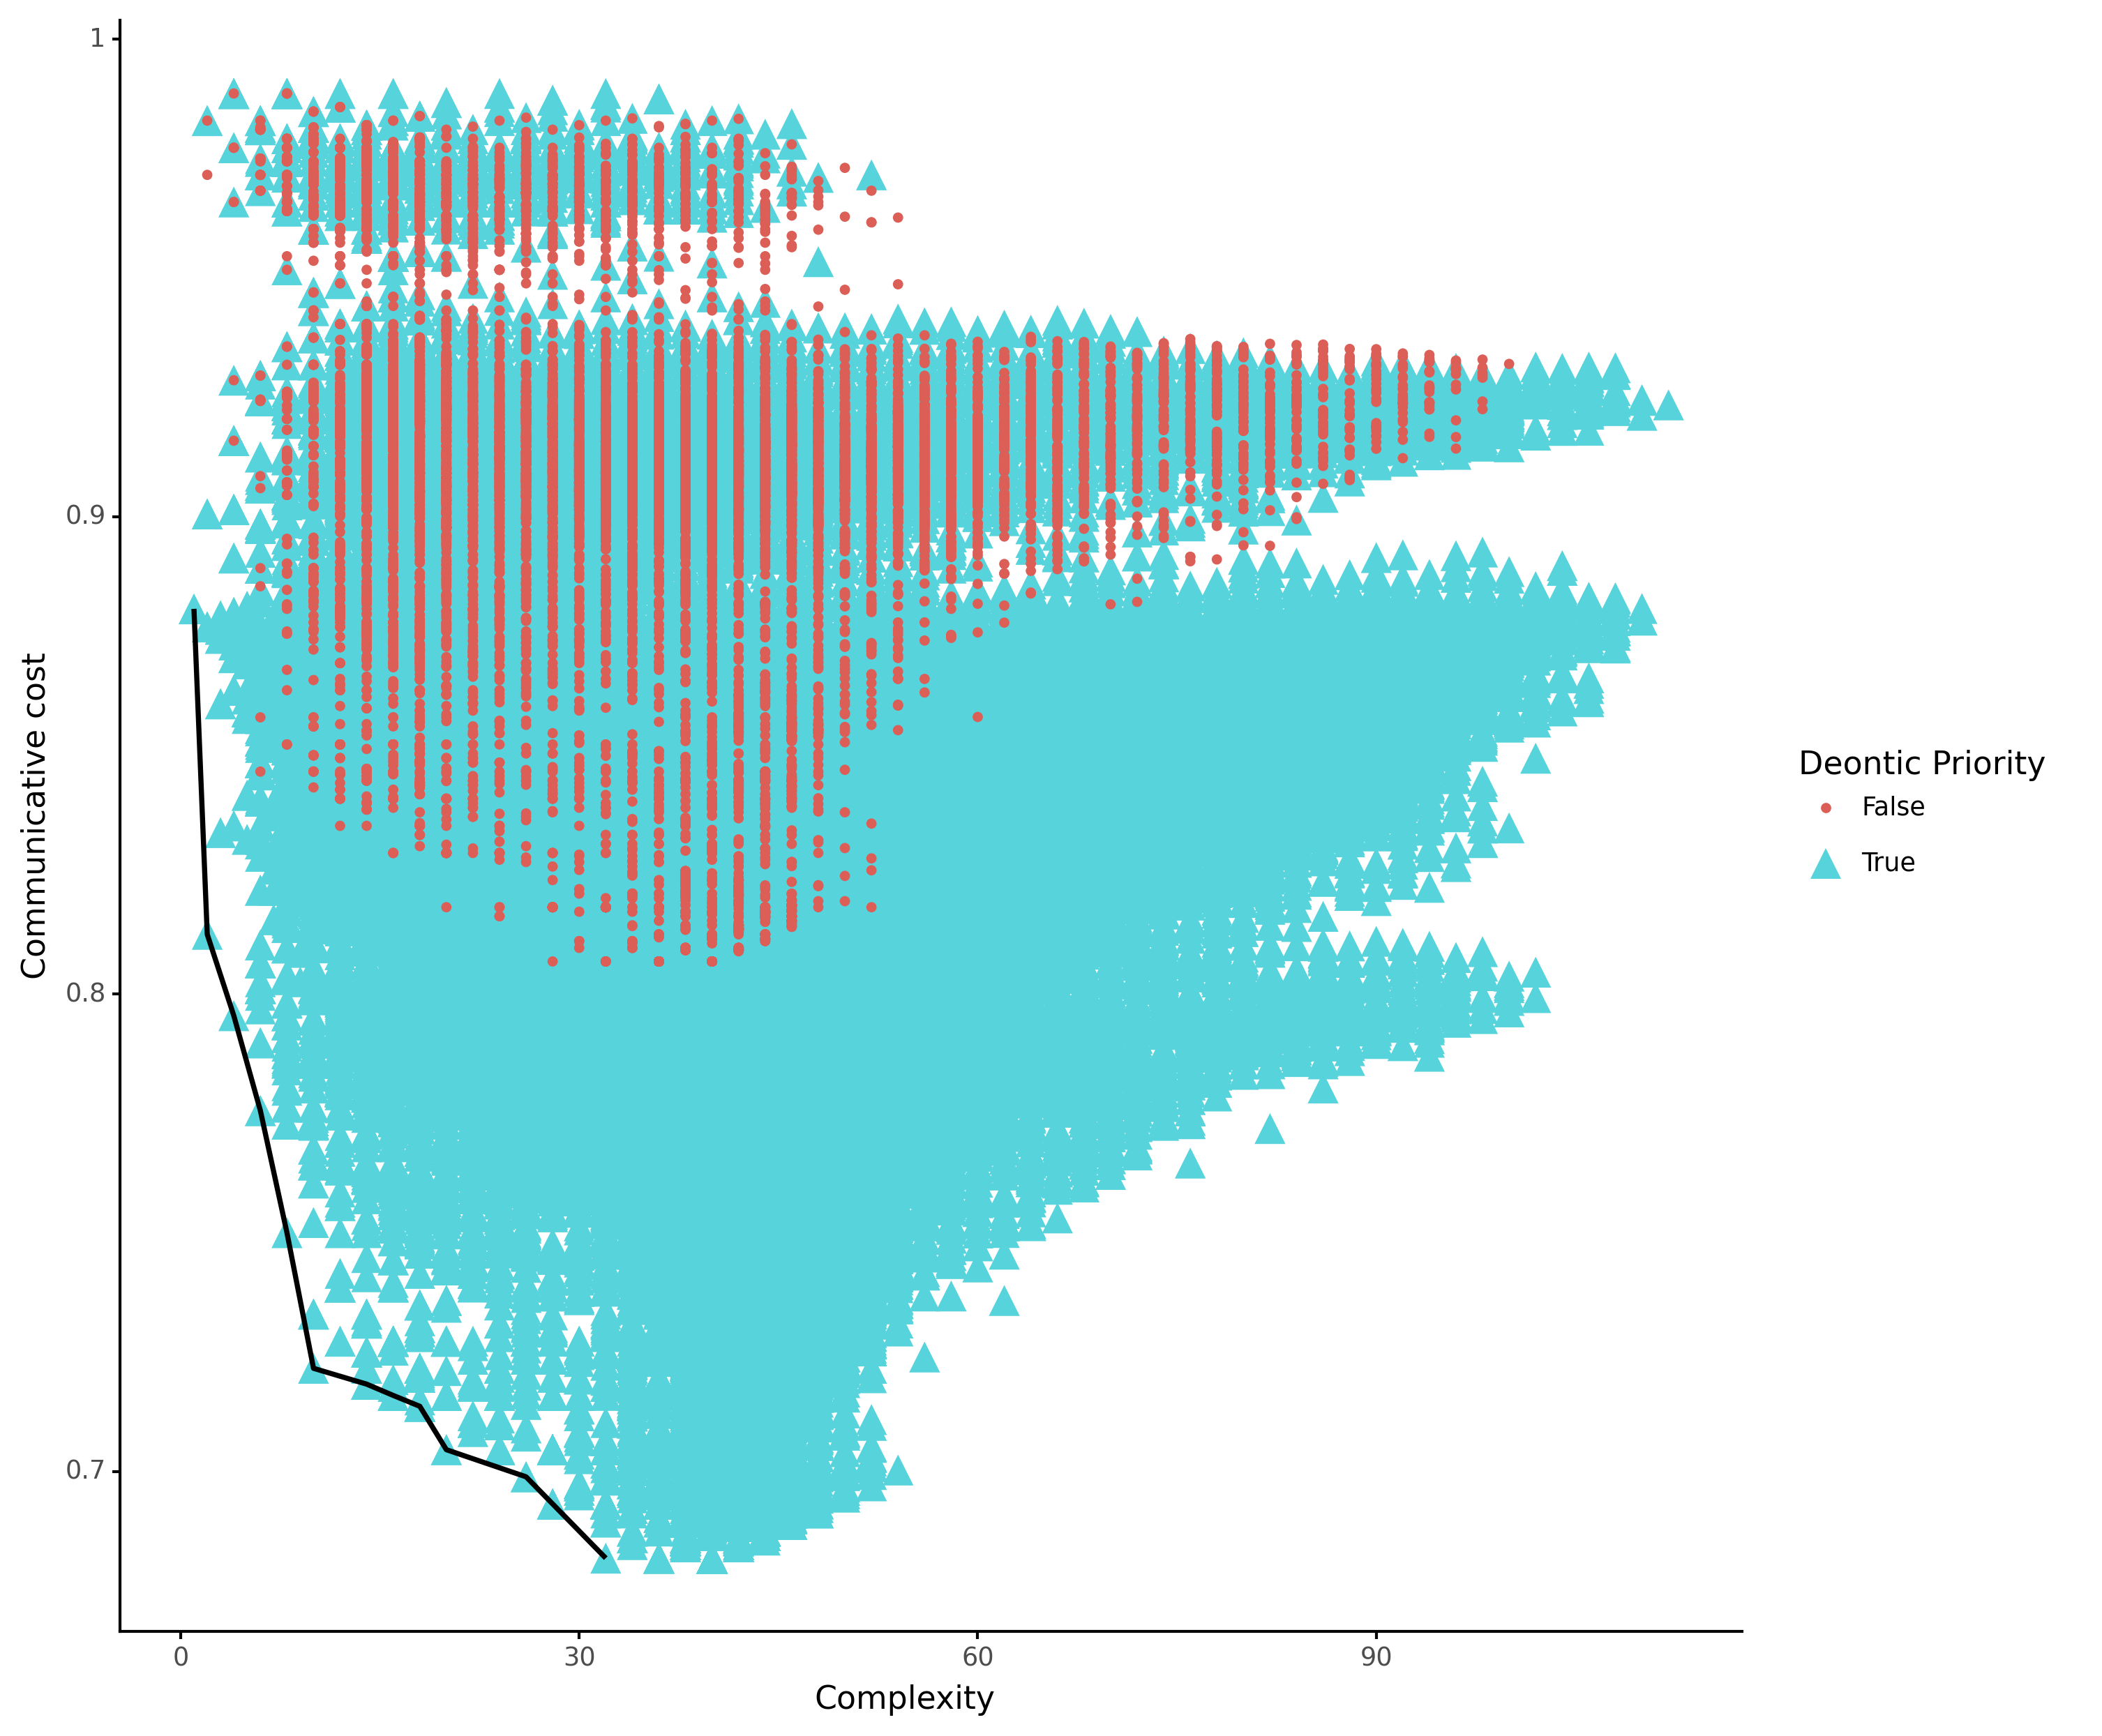 1
0.9
0.8
0.7
Communicative cost
0
30
60
90
Complexity
Deontic Priority
False
True